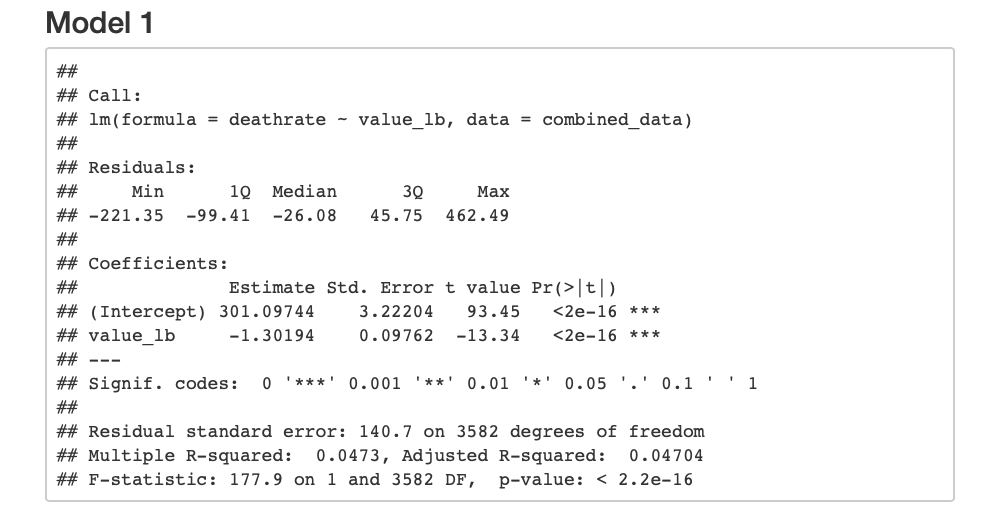 Model 1
##
## Call:
## lm(formula = deathrate ~ value_lb, data = combined_data)
##
## Residuals:
##     Min      1Q  Median      3Q     Max
## -221.35  -99.41  -26.08   45.75  462.49
##
## Coefficients:
##              Estimate Std. Error t value Pr(>|t|)
## (Intercept) 301.09744    3.22204   93.45   <2e-16 ***
## value_lb     -1.30194    0.09762  -13.34   <2e-16 ***
## ---
## Signif. codes:  0 '***' 0.001 '**' 0.01 '*' 0.05 '.' 0.1 ' ' 1
##
## Residual standard error: 140.7 on 3582 degrees of freedom
## Multiple R-squared:  0.0473, Adjusted R-squared:  0.04704
## F-statistic: 177.9 on 1 and 3582 DF,  p-value: < 2.2e-16